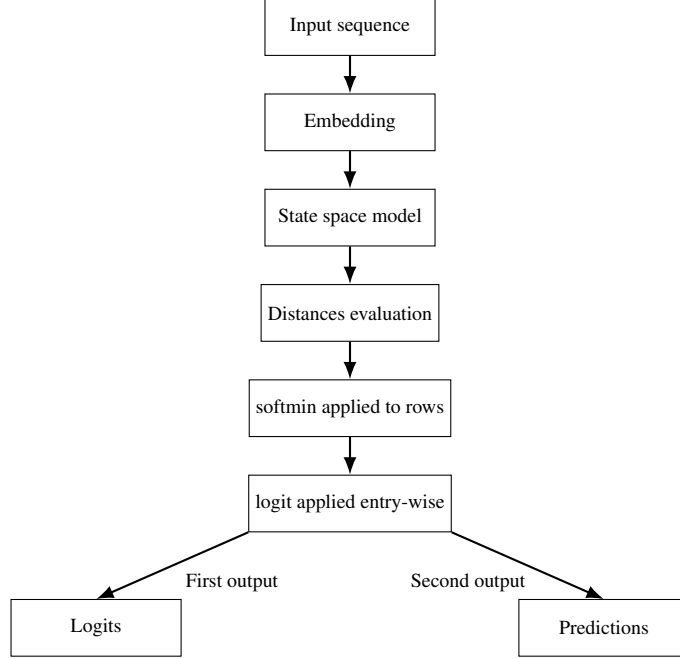 Input sequence
Embedding
State space model
Distances evaluation
softmin applied to rows
logit applied entry-wise
First output
Second output
Logits
Predictions